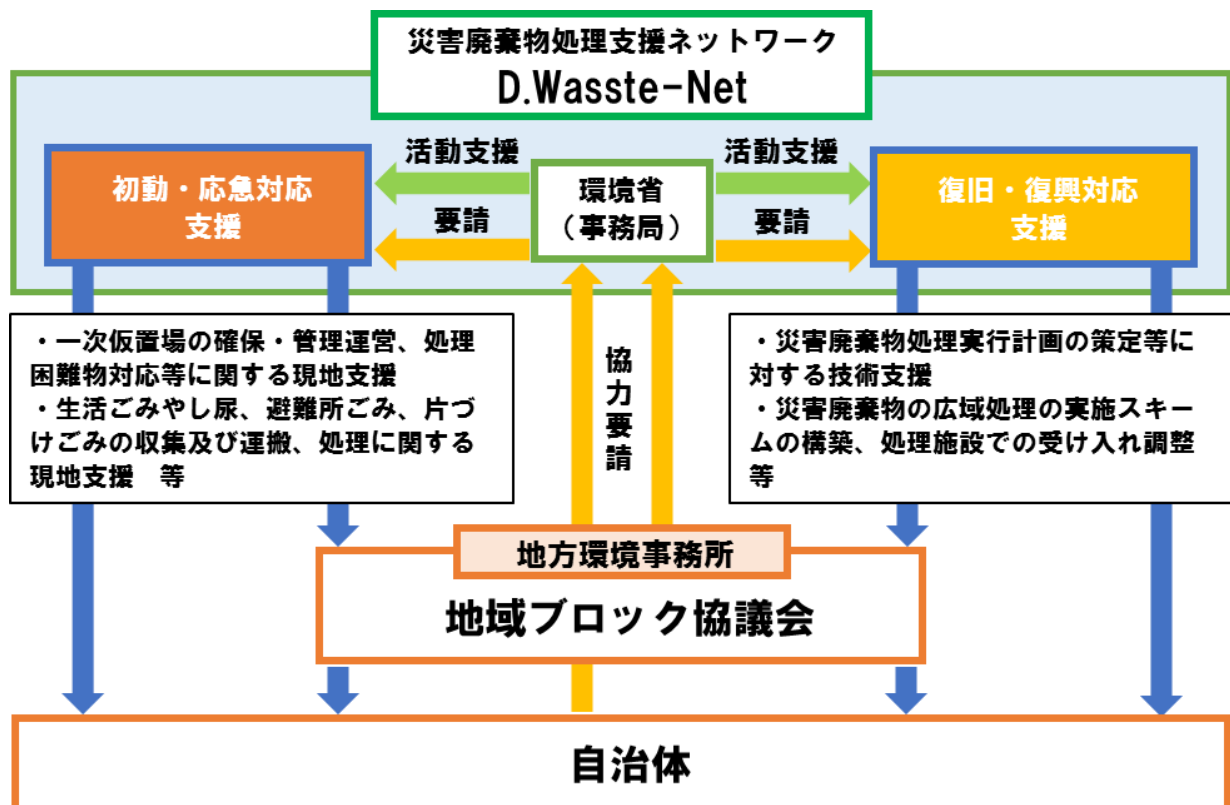 災害廃棄物処理支援ネットワーク
D.Wasste-Net
活動支援
活動支援
初動・応急対応
支援
環境省
（事務局）
復旧・復興対応
支援
要請
要請
・一次仮置場の確保・管理運営、処理
困難物対応等に関する現地支援
・生活ごみやし尿、避難所ごみ、片づ
けごみの収集及び運搬、処理に関する
現地支援　等
協力要請
・災害廃棄物処理実行計画の策定等に
対する技術支援
・災害廃棄物の広域処理の実施スキー
ムの構築、処理施設での受け入れ調整
等
地方環境事務所
地域ブロック協議会
自治体